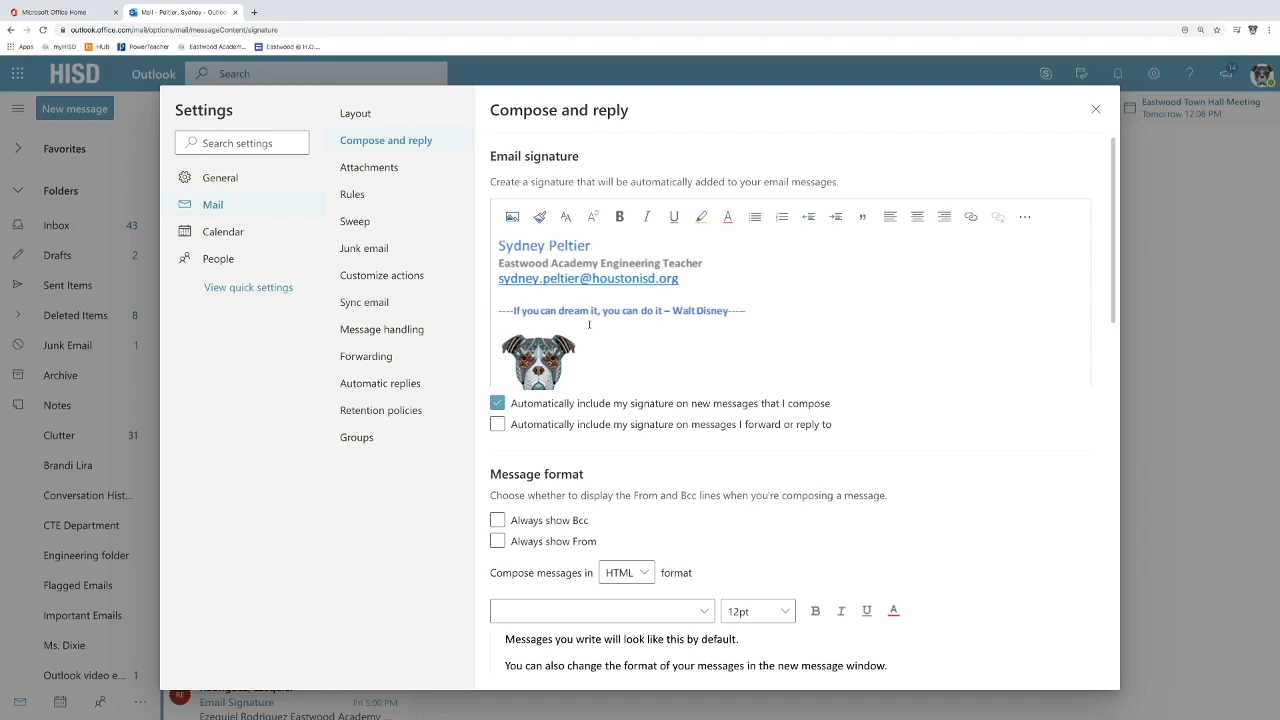 Microsoft Office Home
Mail - Peltier, Sydney - Outlook
outlook.office.com/mail/options/mail/messageContent/signature
Apps
myHISD
HUB
PowerTeacher
Eastwood Academ...
Eastwood @ H.O....
HISD
Outlook
Search
14
New message
Eastwood Town Hall Meeting
Tomorrow 12:08 PM
Favorites
Folders
Inbox 43
Drafts 2
Sent Items
Deleted Items 8
Junk Email 1
Archive
Notes
Clutter 31
Brandi Lira
Conversation Hist...
CTE Department
Engineering folder
Flagged Emails
Important Emails
Ms. Dixie
Outlook video e... 1
Settings
Search settings
General
Mail
Calendar
People
View quick settings
Layout
Compose and reply
Attachments
Rules
Sweep
Junk email
Customize actions
Sync email
Message handling
Forwarding
Automatic replies
Retention policies
Groups
Compose and reply
Email signature
Create a signature that will be automatically added to your email messages.
Sydney Peltier
Eastwood Academy Engineering Teacher
sydney.peltier@houstonisd.org
----If you can dream it, you can do it – Walt Disney-----
Automatically include my signature on new messages that I compose
Automatically include my signature on messages I forward or reply to
Message format
Choose whether to display the From and Bcc lines when you're composing a message.
Always show Bcc
Always show From
Compose messages in HTML format
12pt
B I U A
Messages you write will look like this by default.
You can also change the format of your messages in the new message window.
RE
Rodriguez, Ezequiel
Email Signature Fri 5:00 PM
Ezequiel Rodriguez Eastwood Academy